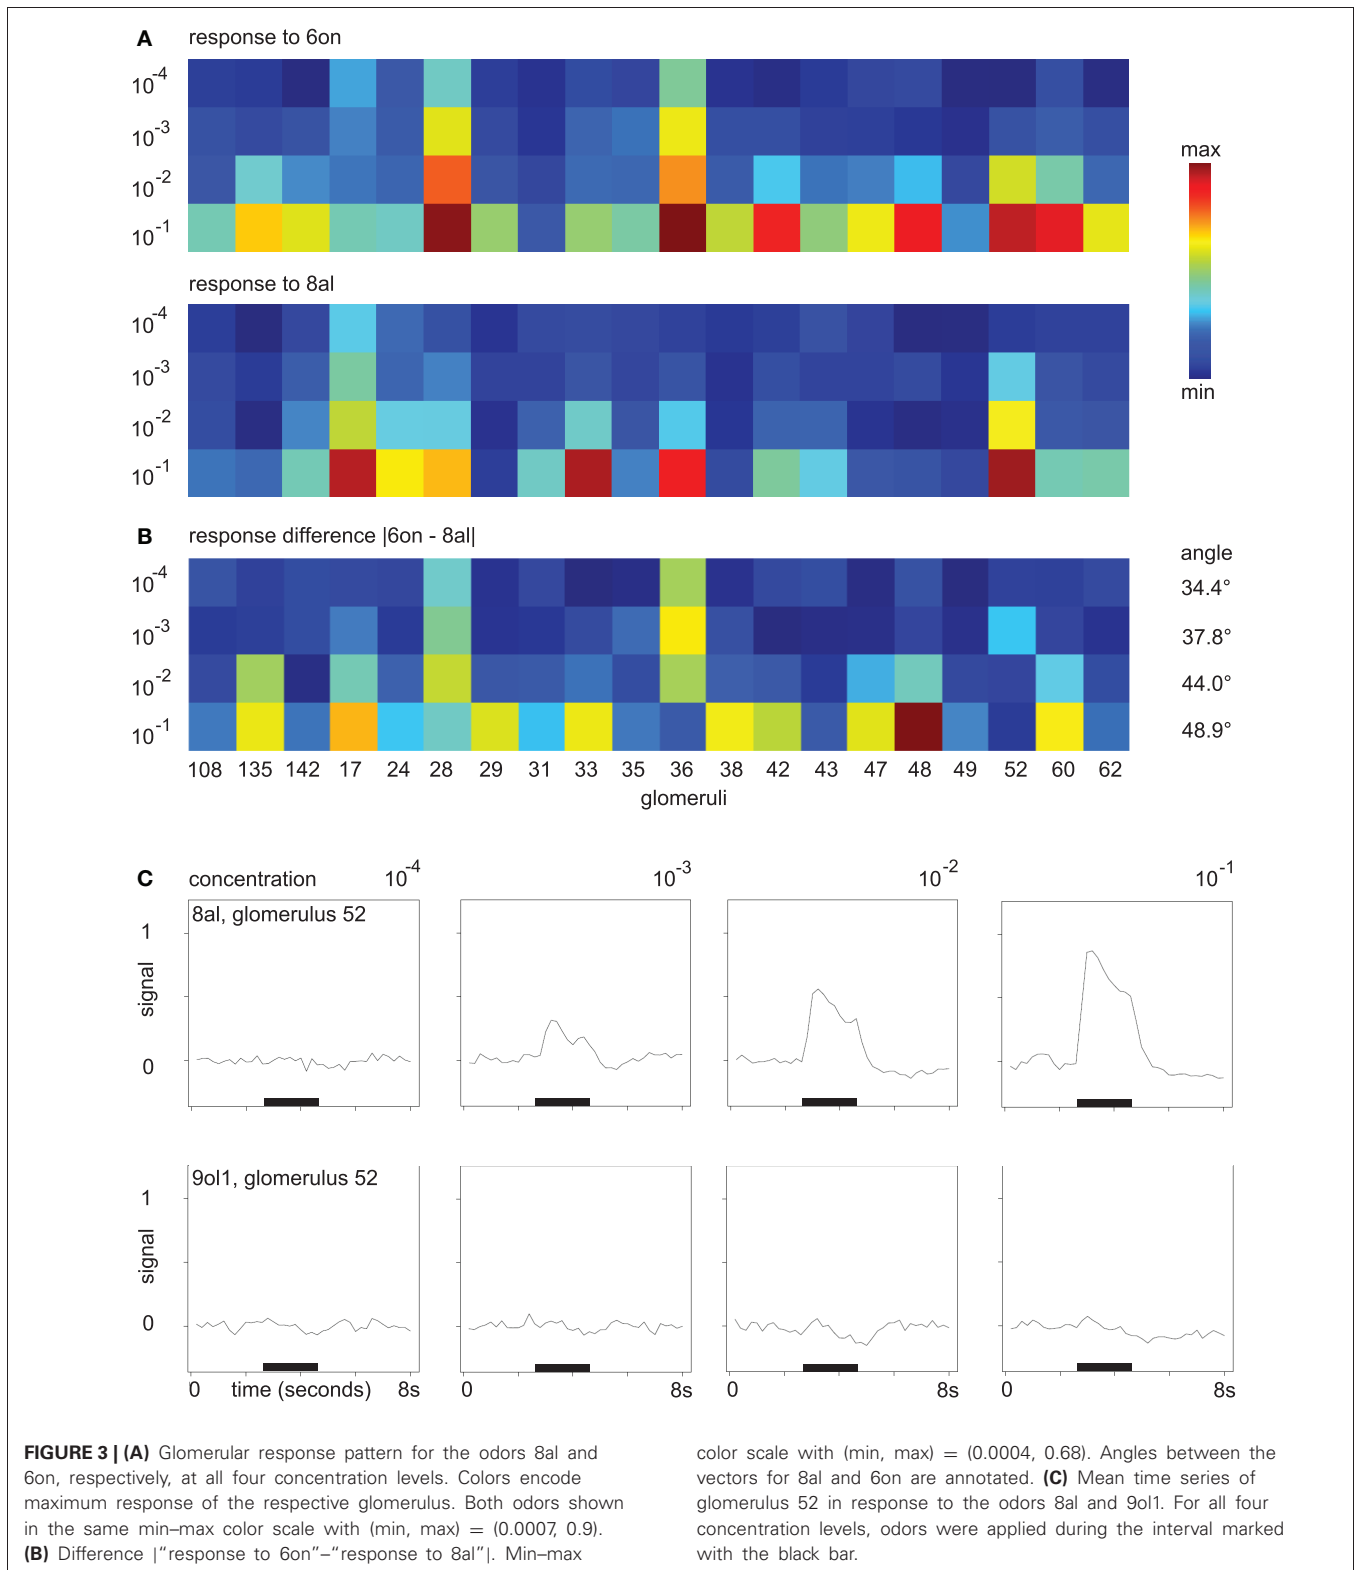 A response to 6on
10-4
10-3
10-2
10-1
max
min
response to 8al
10-4
10-3
10-2
10-1
B response difference |6on - 8al|
angle
10-4 34.4°
10-3 37.8°
10-2 44.0°
10-1 48.9°
108 135 142 17 24 28 29 31 33 35 36 38 42 43 47 48 49 52 60 62
glomeruli
C concentration 10-4 10-3 10-2 10-1
8al, glomerulus 52
1
signal
0
9ol1, glomerulus 52
1
signal
0
0 time (seconds) 8s 0 8s 0 8s 0 8s
FIGURE 3 | (A) Glomerular response pattern for the odors 8al and
6on, respectively, at all four concentration levels. Colors encode
maximum response of the respective glomerulus. Both odors shown
in the same min–max color scale with (min, max) = (0.0007, 0.9).
(B) Difference |“response to 6on”–“response to 8al”|. Min–max
color scale with (min, max) = (0.0004, 0.68). Angles between the
vectors for 8al and 6on are annotated. (C) Mean time series of
glomerulus 52 in response to the odors 8al and 9ol1. For all four
concentration levels, odors were applied during the interval marked
with the black bar.